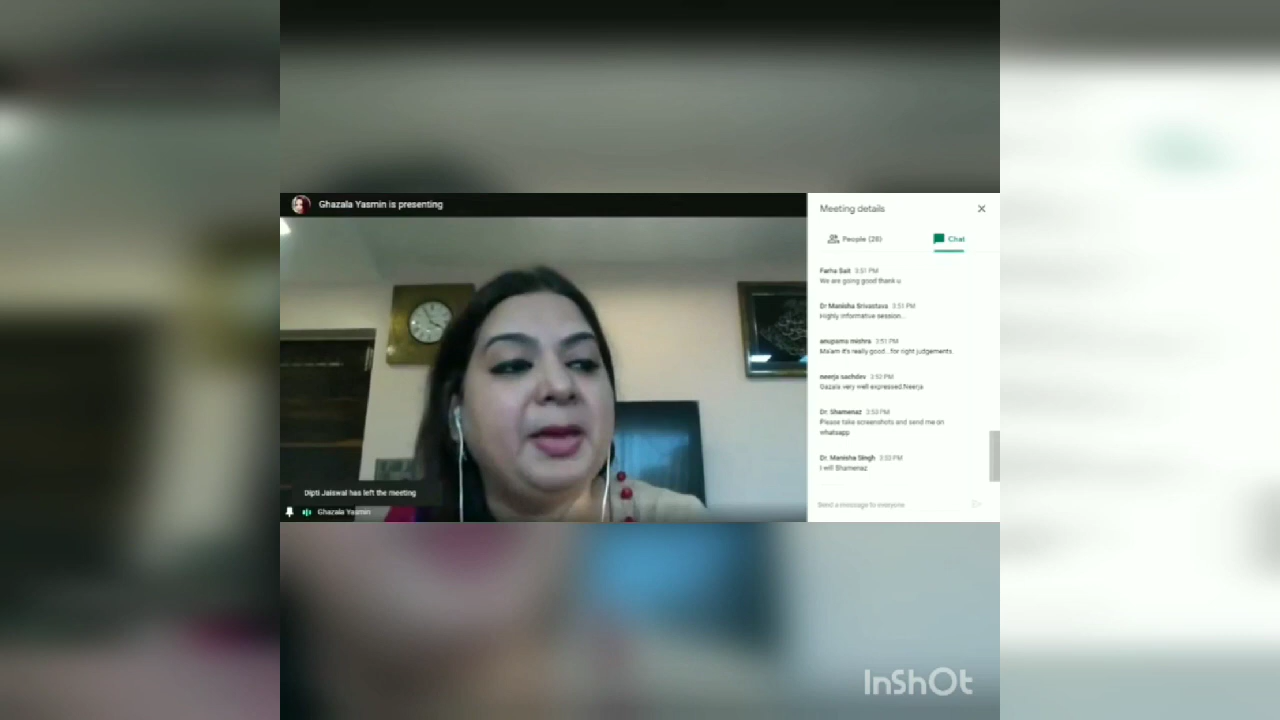 Ghazala Yasmin is presenting
Meeting details
People (28)
Chat
Farha Sait 3:51 PM
We are going good thank u
Dr Manisha Srivastava 3:51 PM
Highly informative session...
anupama mishra 3:51 PM
Ma'am it's really good...for right judgements.
neerja sachdev 3:52 PM
Gazala very well expressed.Neerja
Dr. Shamenaz 3:53 PM
Please take screenshots and send me on
whatsapp
Dr. Manisha Singh 3:53 PM
I will Shamenaz
Send a message to everyone
Dipti Jaiswal has left the meeting
Ghazala Yasmin
InShOt